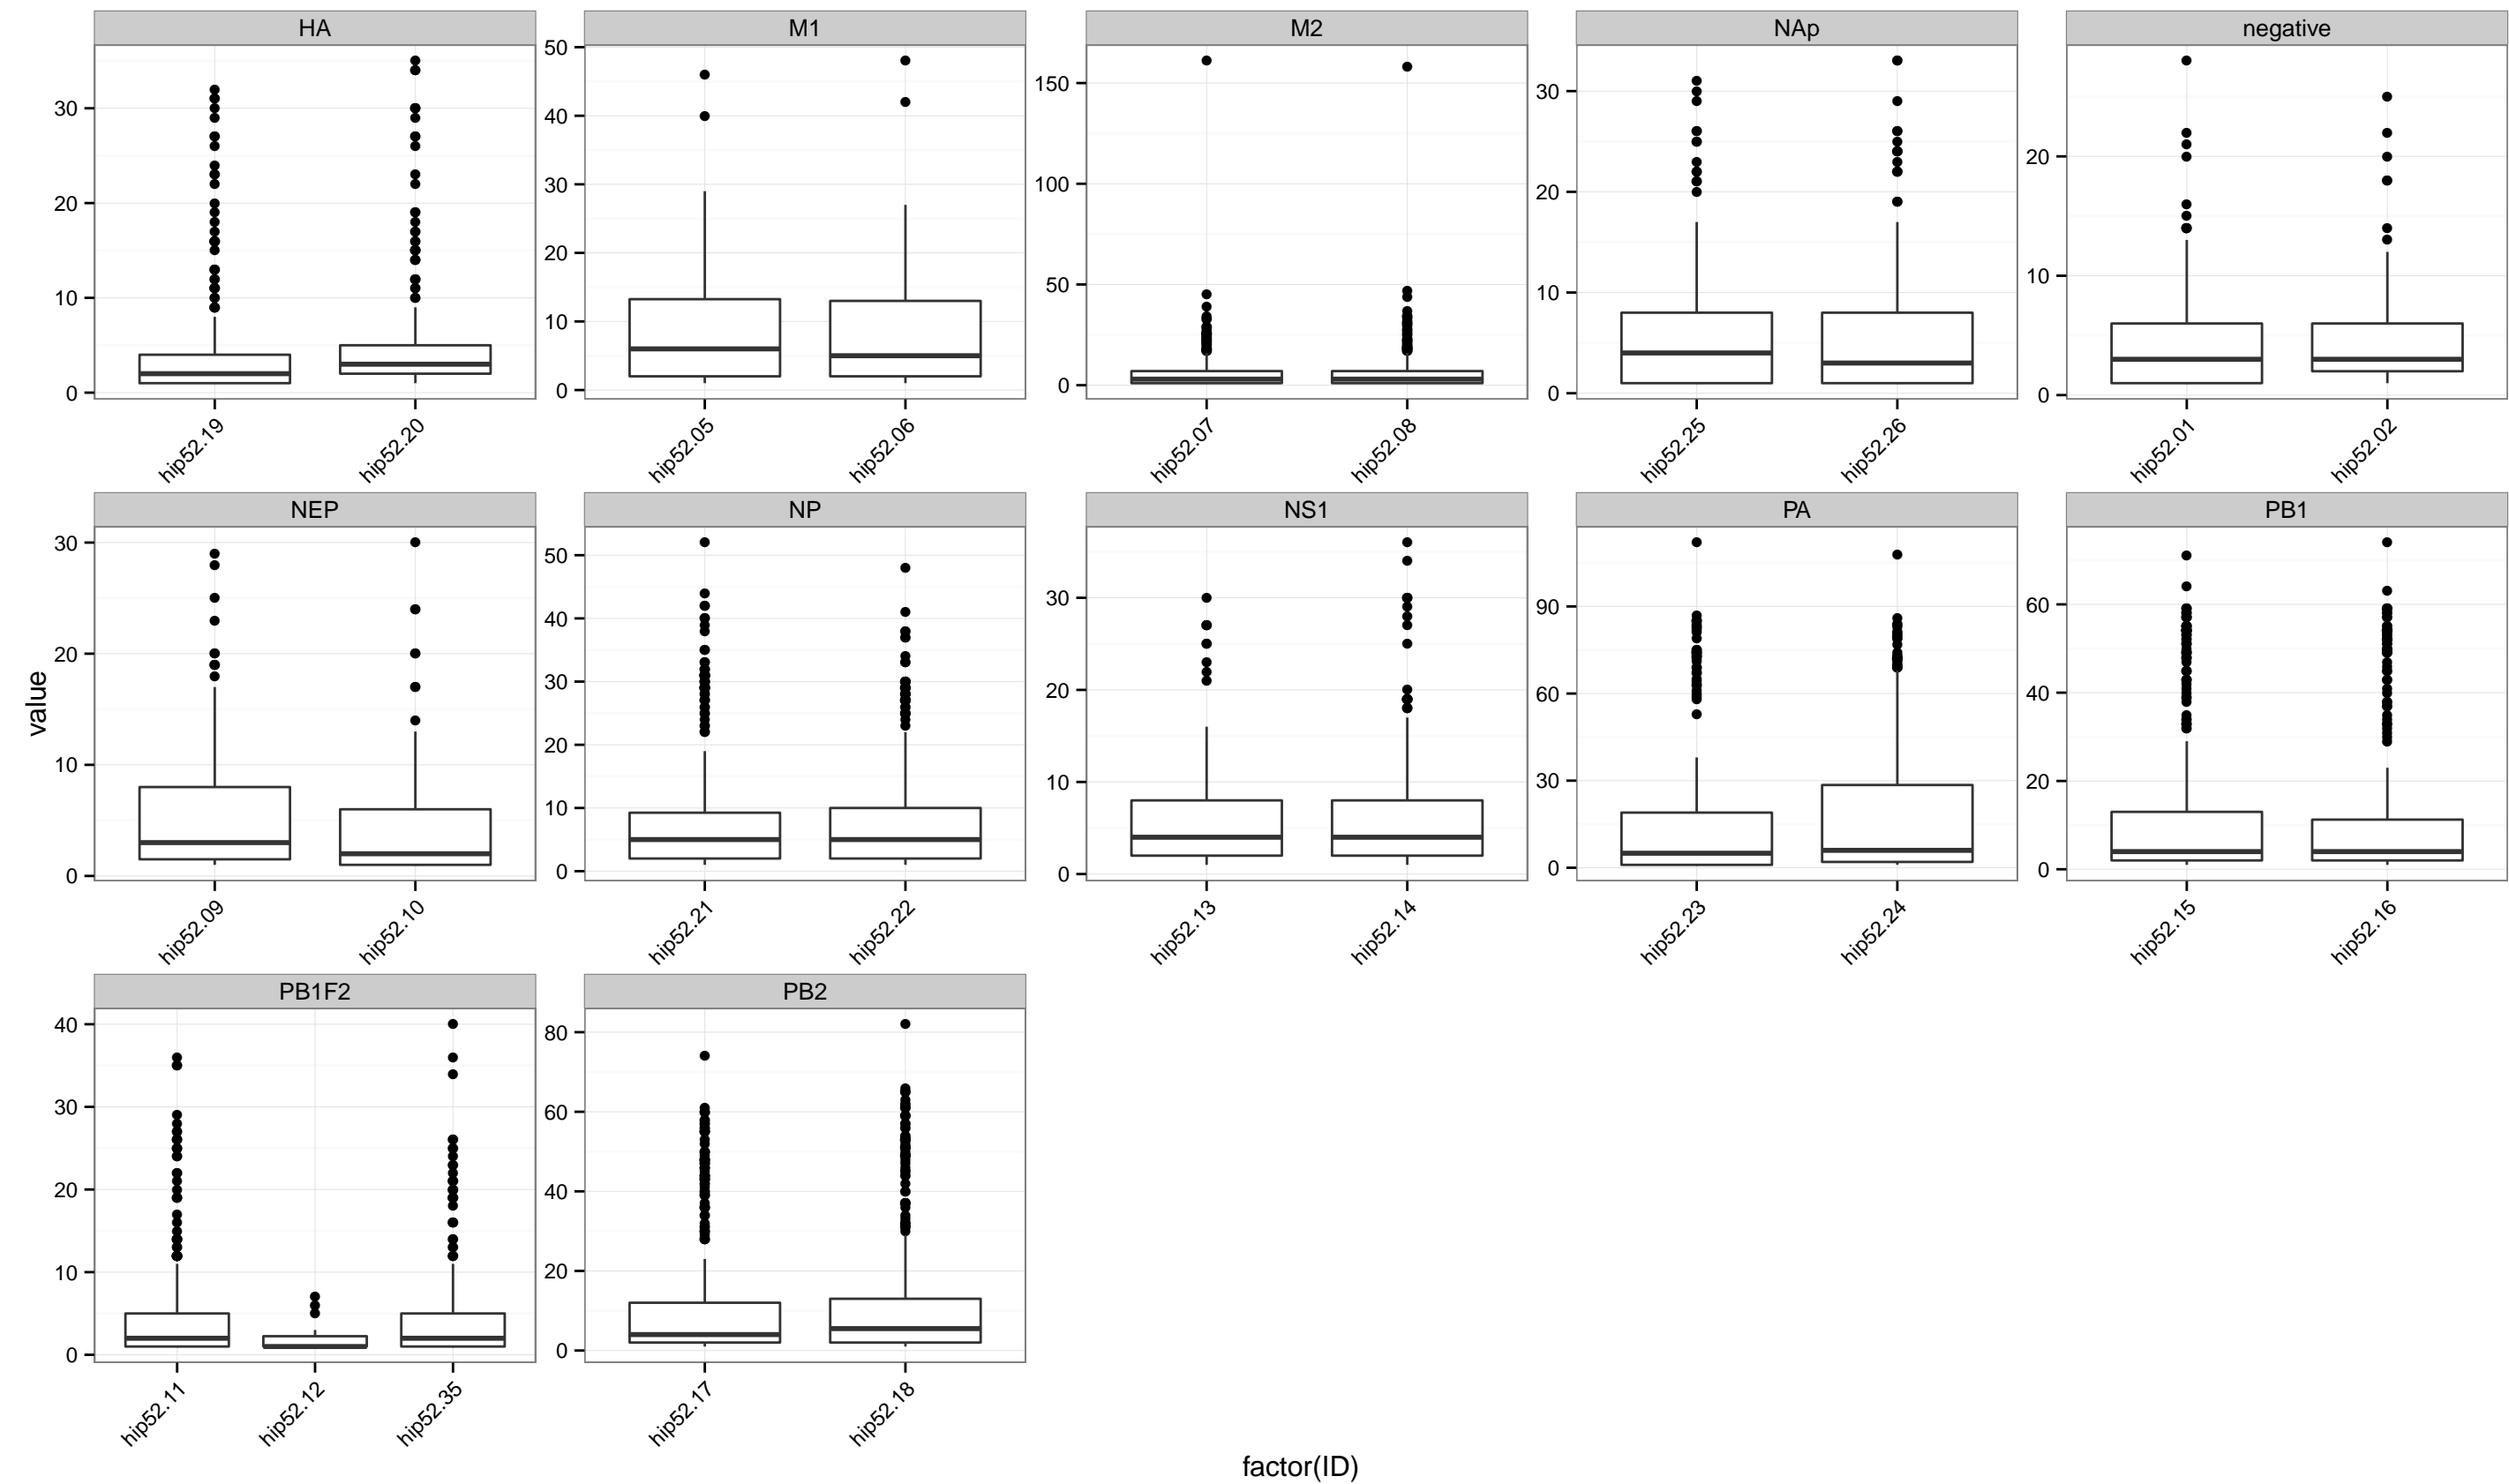 HA M1 M2 NAp negative
30 20 10 0
50 40 30 20 10 0
150 100 50 0
30 20 10 0
20 10 0
hip52.19 hip52.20 hip52.05 hip52.06 hip52.07 hip52.08 hip52.25 hip52.26 hip52.01 hip52.02
value
NEP NP NS1 PA PB1
30 20 10 0
50 40 30 20 10 0
30 20 10 0
90 60 30 0
60 40 20 0
hip52.09 hip52.10 hip52.21 hip52.22 hip52.13 hip52.14 hip52.23 hip52.24 hip52.15 hip52.16
PB1F2 PB2
40 30 20 10 0
80 60 40 20 0
hip52.11 hip52.12 hip52.35 hip52.17 hip52.18
factor(ID)